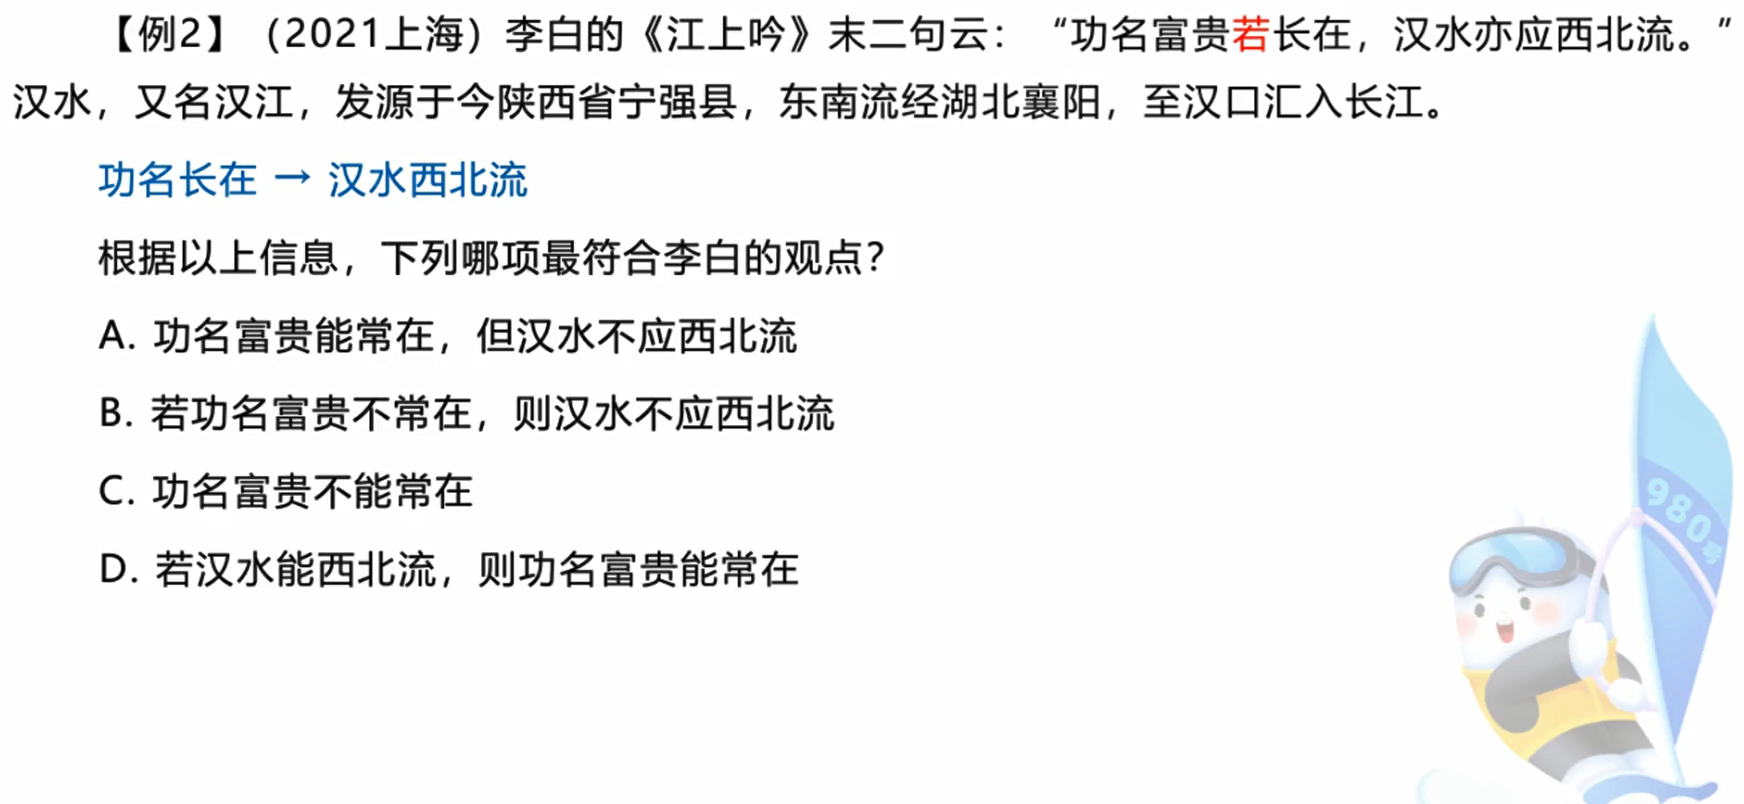 【例2】（2021上海）李白的《江上吟》末二句云：“功名富贵若长在，汉水亦应西北流。”
汉水，又名汉江，发源于今陕西省宁强县，东南流经湖北襄阳，至汉口汇入长江。
功名长在 → 汉水西北流
根据以上信息，下列哪项最符合李白的观点？
A. 功名富贵能常在，但汉水不应西北流
B. 若功名富贵不常在，则汉水不应西北流
C. 功名富贵不能常在
D. 若汉水能西北流，则功名富贵能常在
980号